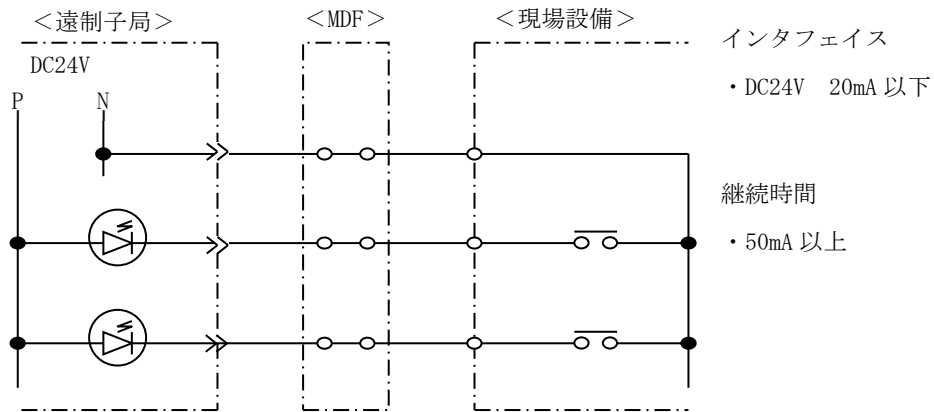 ＜遠制子局＞
＜MDF＞
＜現場設備＞
DC24V
P
N
インタフェイス
・DC24V　20mA 以下
継続時間
・50mA 以上